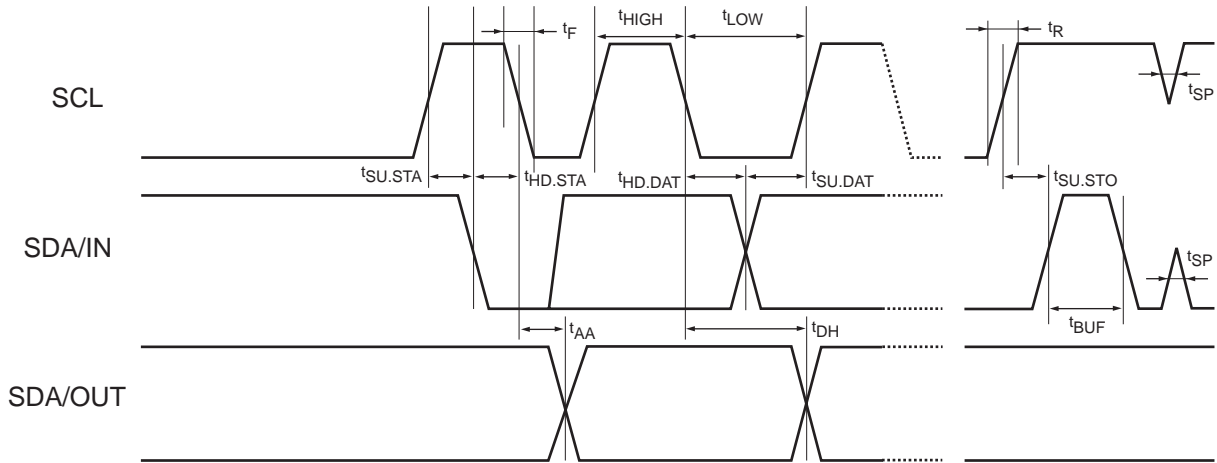 tF
tHIGH
tLOW
tR
SCL
tSP
tSU.STA
tHD.STA
tHD.DAT
tSU.DAT
tSU.STO
SDA/IN
tSP
tBUF
tAA
tDH
SDA/OUT